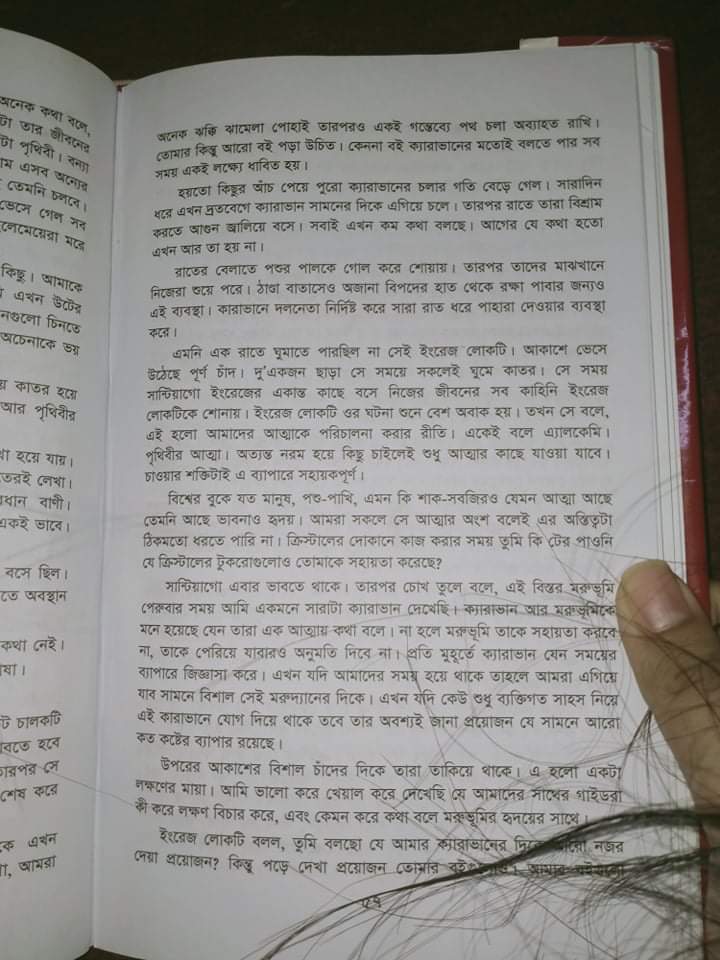 অনেক কথা বলে,
টা তার জীবনের
টা পৃথিবী। বন্যা
াম এসব অন্যের
তেমনি চলবে।
ভেসে গেল সব
ছেলেমেয়েরা মরে
কিছু। আমাকে
এখন উটের
নগুলো চিনতে
অচেনাকে ভয়
য় কাতর হয়ে
আর পৃথিবীর
খা হয়ে যায়।
তেরই লেখা।
প্রধান বাণী।
একই ভাবে।
বসে ছিল।
তে অবস্থান
কথা নেই।
ষা।
ট চালকটি
াবতে হবে
তারপর সে
শেষ করে
কে এখন
া, আমরা
অনেক ঝক্কি ঝামেলা পোহাই তারপরও একই গন্তেব্যে পথ চলা অব্যাহত রাখি।
তোমার কিন্তু আরো বই পড়া উচিত। কেননা বই ক্যারাভানের মতোই বলতে পার সব
সময় একই লক্ষ্যে ধাবিত হয়।
হয়তো কিছুর আঁচ পেয়ে পুরো ক্যারাভানের চলার গতি বেড়ে গেল। সারাদিন
ধরে এখন দ্রতবেগে ক্যারাভান সামনের দিকে এগিয়ে চলে। তারপর রাতে তারা বিশ্রাম
করতে আগুন জ্বালিয়ে বসে। সবাই এখন কম কথা বলছে। আগের যে কথা হতো
এখন আর তা হয় না।
রাতের বেলাতে পশুর পালকে গোল করে শোয়ায়। তারপর তাদের মাঝখানে
নিজেরা শুয়ে পরে। ঠাণ্ডা বাতাসেও অজানা বিপদের হাত থেকে রক্ষা পাবার জন্যও
এই ব্যবস্থা। কারাভানে দলনেতা নির্দিষ্ট করে সারা রাত ধরে পাহারা দেওয়ার ব্যবস্থা
করে।
এমনি এক রাতে ঘুমাতে পারছিল না সেই ইংরেজ লোকটি। আকাশে ভেসে
উঠেছে পূর্ণ চাঁদ। দু'একজন ছাড়া সে সময়ে সকলেই ঘুমে কাতর। সে সময়
সান্টিয়াগো ইংরেজের একান্ত কাছে বসে নিজের জীবনের সব কাহিনি ইংরেজ
লোকটিকে শোনায়। ইংরেজ লোকটি ওর ঘটনা শুনে বেশ অবাক হয়। তখন সে বলে,
এই হলো আমাদের আত্মাকে পরিচালনা করার রীতি। একেই বলে এ্যালকেমি।
পৃথিবীর আত্মা। অত্যন্ত নরম হয়ে কিছু চাইলেই শুধু আত্মার কাছে যাওয়া যাবে।
চাওয়ার শক্তিটাই এ ব্যাপারে সহায়কপূর্ণ।
বিশ্বের বুকে যত মানুষ, পশু-পাখি, এমন কি শাক-সবজিরও যেমন আত্মা আছে
তেমনি আছে ভাবনাও হৃদয়। আমরা সকলে সে আত্মার অংশ বলেই এর অস্তিত্বটা
ঠিকমতো ধরতে পারি না। ক্রিস্টালের দোকানে কাজ করার সময় তুমি কি টের পাওনি
যে ক্রিস্টালের টুকরোগুলোও তোমাকে সহায়তা করেছে?
সান্টিয়াগো এবার ভাবতে থাকে। তারপর চোখ তুলে বলে, এই বিস্তর মরুভূমি
পেরুবার সময় আমি একমনে সারাটা ক্যারাভান দেখেছি। ক্যারাভান আর মরুভূমিকে
মনে হয়েছে যেন তারা এক আত্মায় কথা বলে। না হলে মরুভূমি তাকে সহায়তা করবে
না, তাকে পেরিয়ে যাবারও অনুমতি দিবে না। প্রতি মুহূর্তে ক্যারাভান যেন সময়ের
ব্যাপারে জিজ্ঞাসা করে। এখন যদি আমাদের সময় হয়ে থাকে তাহলে আমরা এগিয়ে
যাব সামনে বিশাল সেই মরুদ্যানের দিকে। এখন যদি কেউ শুধু ব্যক্তিগত সাহস নিয়ে
এই কারাভানে যোগ দিয়ে থাকে তবে তার অবশ্যই জানা প্রয়োজন যে সামনে আরো
কত কষ্টের ব্যাপার রয়েছে।
উপরের আকাশের বিশাল চাঁদের দিকে তারা তাকিয়ে থাকে। এ হলো একটা
লক্ষণের মায়া। আমি ভালো করে খেয়াল করে দেখেছি যে আমাদের সাথের গাইডরা
কী করে লক্ষণ বিচার করে, এবং কেমন করে কথা বলে মরুভূমির হৃদয়ের সাথে।
ইংরেজ লোকটি বলল, তুমি বলছো যে আমার ক্যারাভানের দিকে আরো নজর
দেয়া প্রয়োজন? কিন্তু পড়ে দেখা প্রয়োজন তোমার